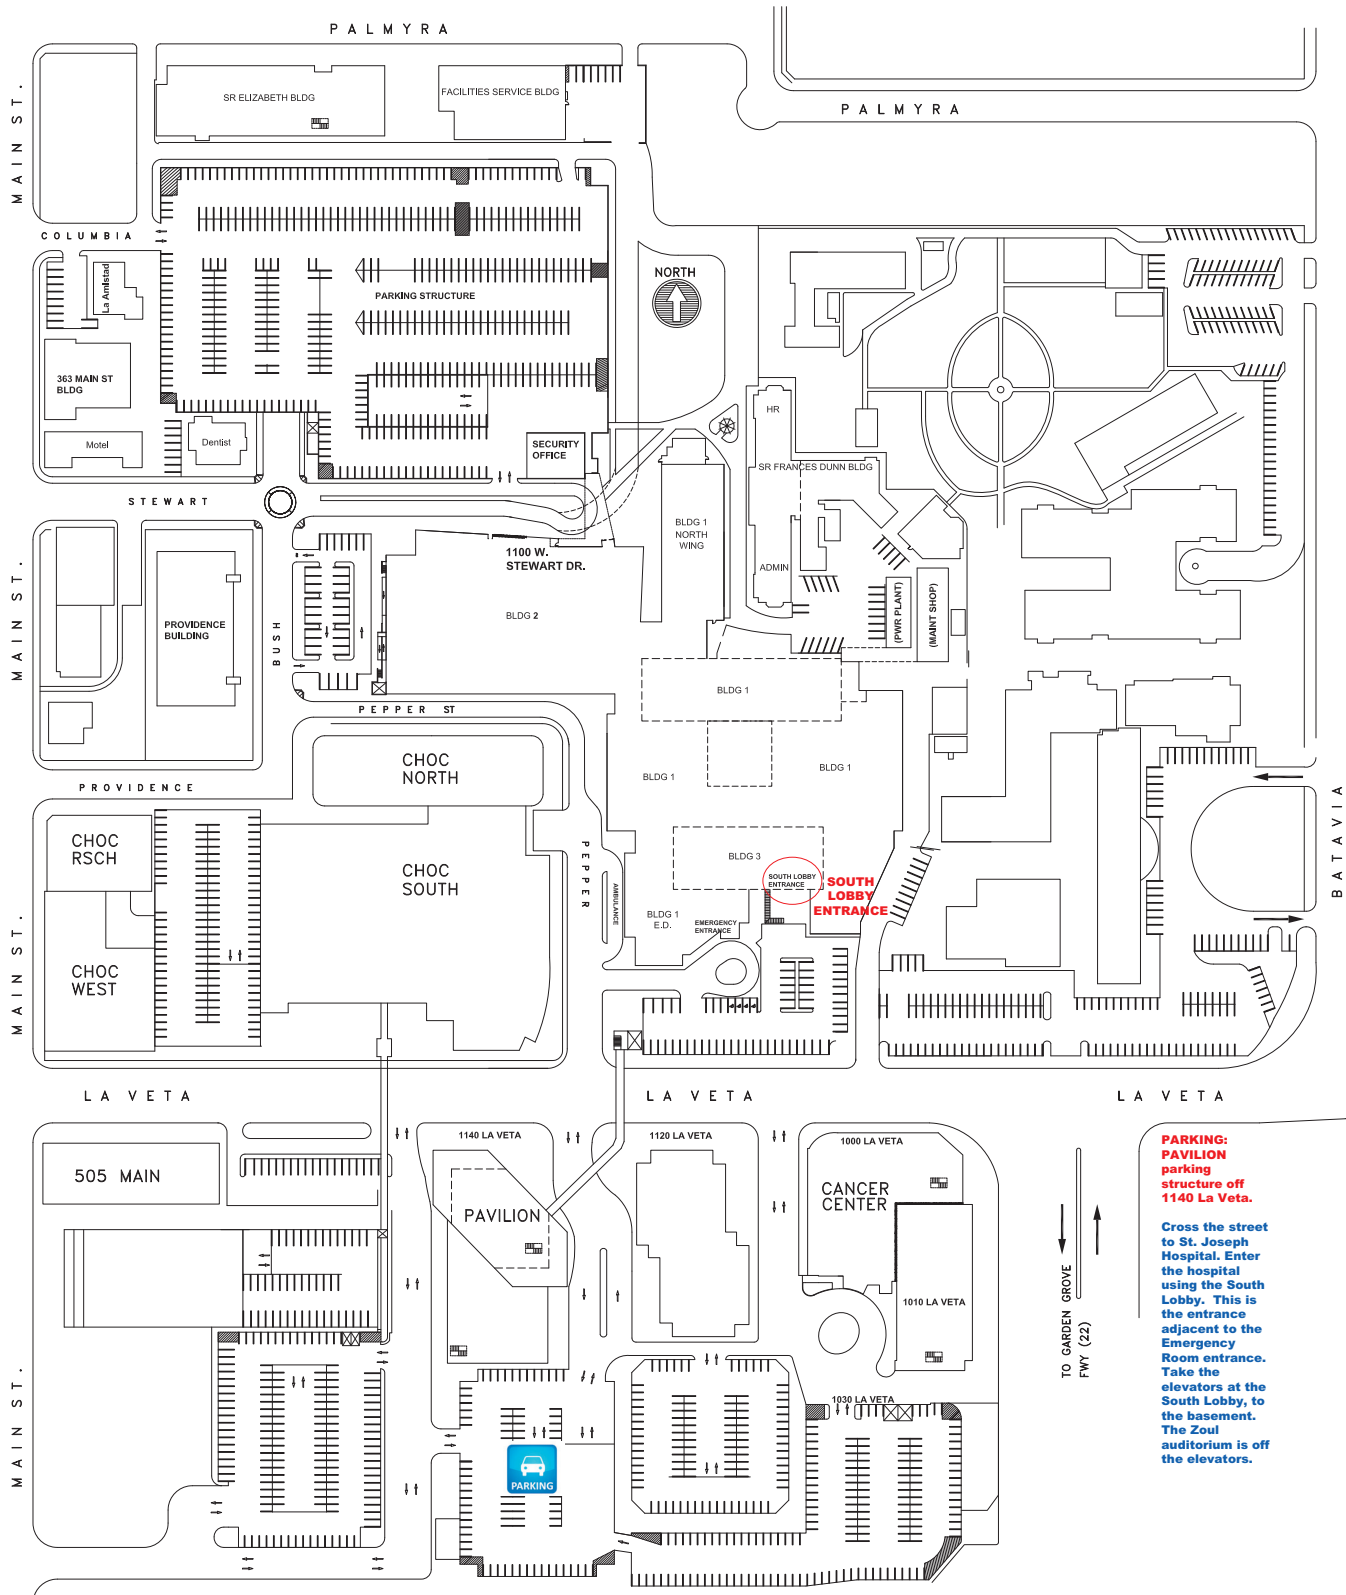 PALMYRA
PALMYRA
MAIN ST.
SR ELIZABETH BLDG
FACILITIES SERVICE BLDG
COLUMBIA
La Amistad
PARKING STRUCTURE
NORTH
363 MAIN ST
BLDG
Motel
Dentist
SECURITY
OFFICE
HR
SR FRANCES DUNN BLDG
STEWART
BLDG 1
NORTH
WING
1100 W.
STEWART DR.
ADMIN
(PWR PLANT)
(MAINT SHOP)
MAIN ST.
PROVIDENCE
BUILDING
BUSH
BLDG 2
BLDG 1
PEPPER ST
CHOC
NORTH
BLDG 1
BLDG 1
PROVIDENCE
BATAVIA
CHOC
RSCH
CHOC
SOUTH
PEPPER
BLDG 3
SOUTH LOBBY
ENTRANCE
SOUTH
LOBBY
ENTRANCE
AMBULANCE
BLDG 1
E.D.
EMERGENCY
ENTRANCE
MAIN ST.
CHOC
WEST
LA VETA
LA VETA
LA VETA
1140 LA VETA
1120 LA VETA
1000 LA VETA
505 MAIN
PAVILION
CANCER
CENTER
1010 LA VETA
TO GARDEN GROVE
FWY (22)
PARKING:
PAVILION
parking
structure off
1140 La Veta.
Cross the street
to St. Joseph
Hospital. Enter
the hospital
using the South
Lobby. This is
the entrance
adjacent to the
Emergency
Room entrance.
Take the
elevators at the
South Lobby, to
the basement.
The Zoul
auditorium is off
the elevators.
1030 LA VETA
MAIN ST.
PARKING